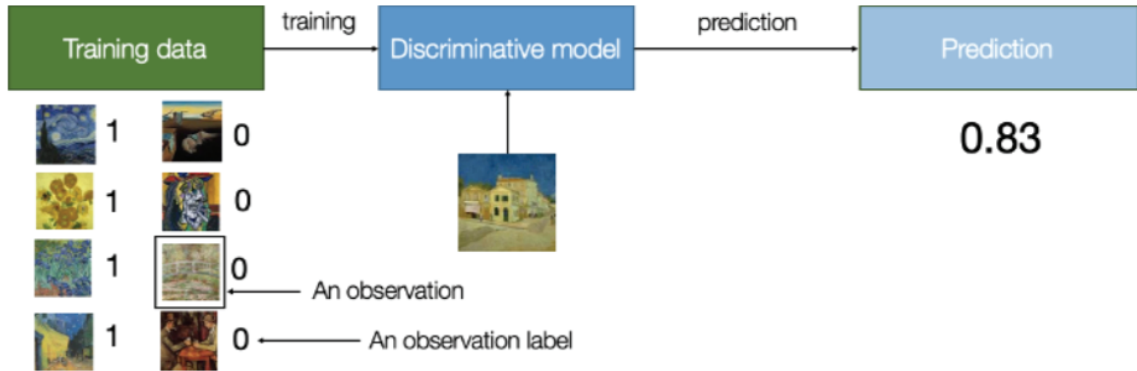 Training data
training
Discriminative model
prediction
Prediction
1
0
0.83
1
0
1
0
An observation
1
0
An observation label